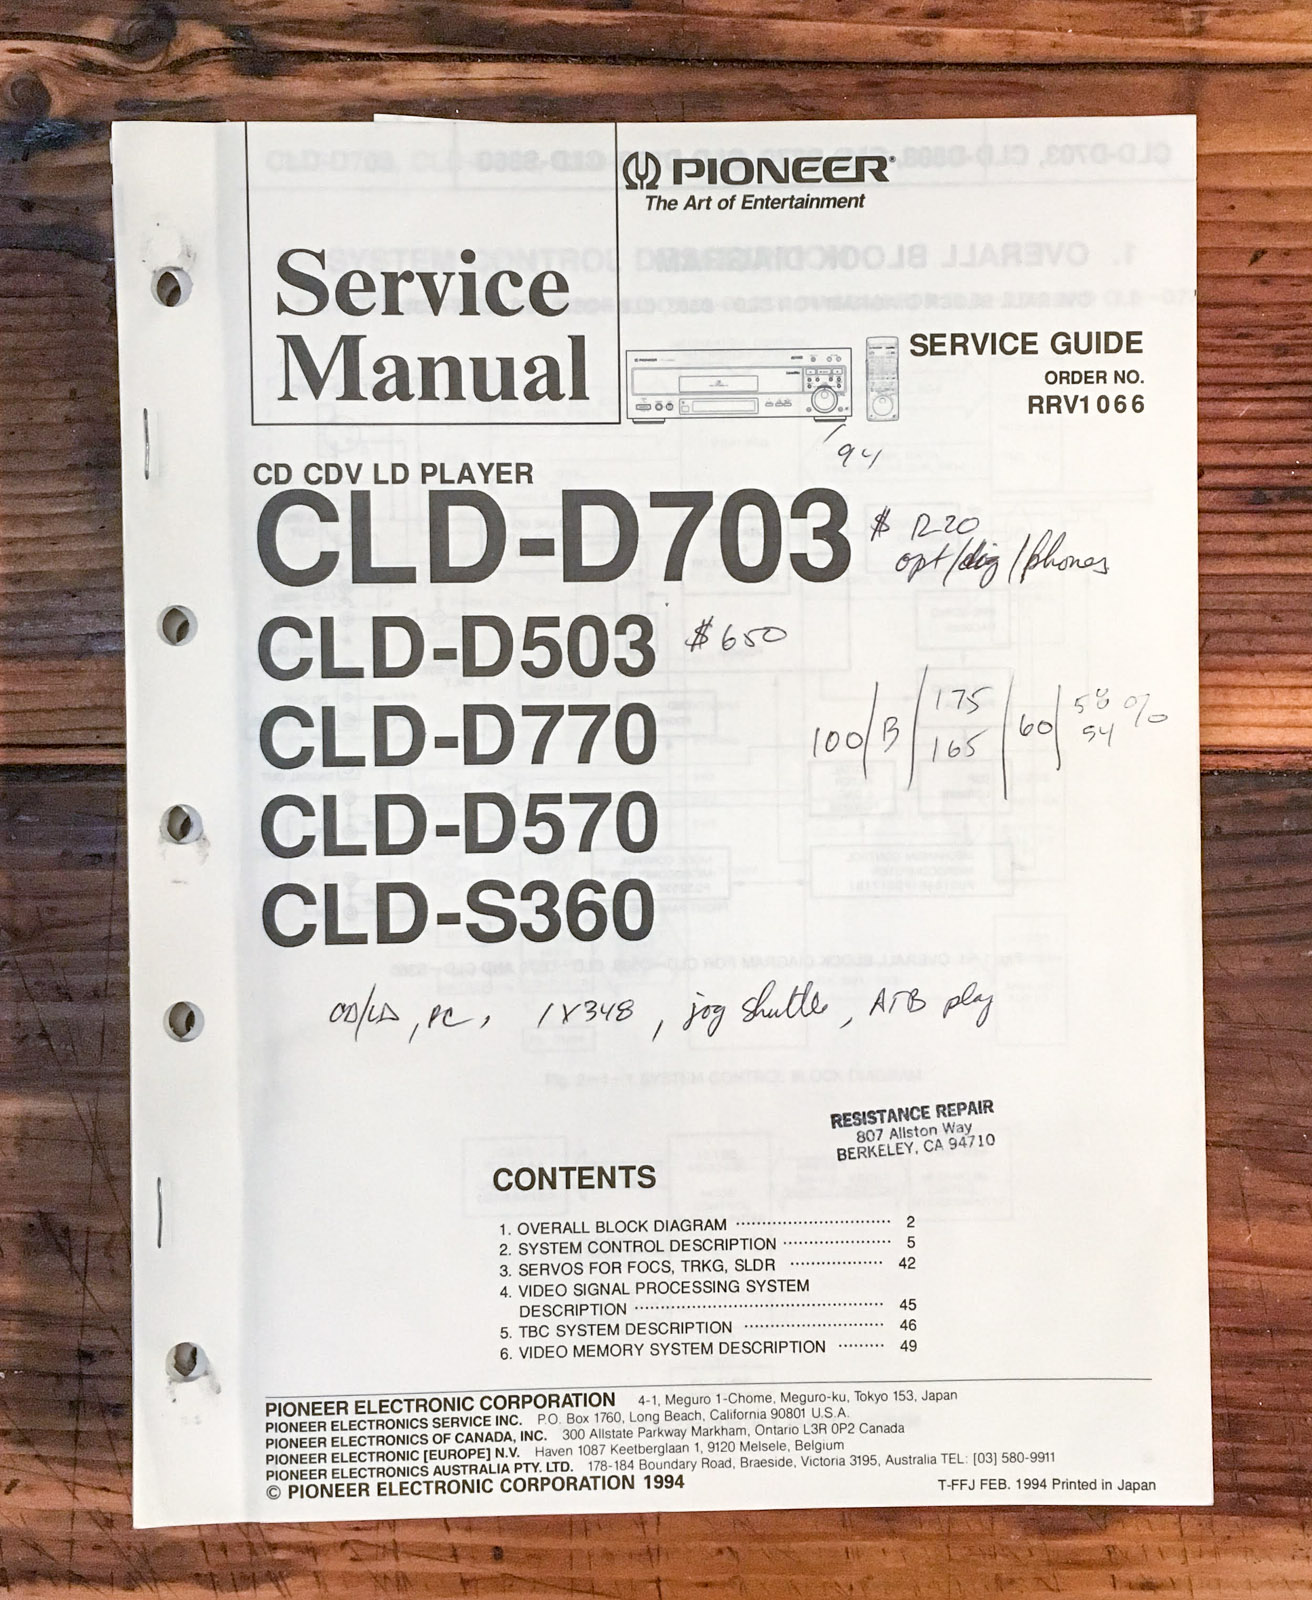 PIONEER®
The Art of Entertainment
Service
Manual
SERVICE GUIDE
ORDER NO.
RRV1066
'94
CD CDV LD PLAYER
CLD-D703
$ 1220
opt/dig/phones
CLD-D503 $650
CLD-D770
100/B/175/60/58 %
165 54
CLD-D570
CLD-S360
CD/LD, PC, 1X348, jog shuttle, A-B play
RESISTANCE REPAIR
807 Allston Way
BERKELEY, CA 94710
CONTENTS
1. OVERALL BLOCK DIAGRAM ······························ 2
2. SYSTEM CONTROL DESCRIPTION ····················· 5
3. SERVOS FOR FOCS, TRKG, SLDR ·················· 42
4. VIDEO SIGNAL PROCESSING SYSTEM
DESCRIPTION ················································ 45
5. TBC SYSTEM DESCRIPTION ··························· 46
6. VIDEO MEMORY SYSTEM DESCRIPTION ········· 49
PIONEER ELECTRONIC CORPORATION 4-1, Meguro 1-Chome, Meguro-ku, Tokyo 153, Japan
PIONEER ELECTRONICS SERVICE INC. P.O. Box 1760, Long Beach, California 90801 U.S.A.
PIONEER ELECTRONICS OF CANADA, INC. 300 Allstate Parkway Markham, Ontario L3R 0P2 Canada
PIONEER ELECTRONIC [EUROPE] N.V. Haven 1087 Keetberglaan 1, 9120 Melsele, Belgium
PIONEER ELECTRONICS AUSTRALIA PTY. LTD. 178-184 Boundary Road, Braeside, Victoria 3195, Australia TEL: [03] 580-9911
© PIONEER ELECTRONIC CORPORATION 1994
T-FFJ FEB. 1994 Printed in Japan